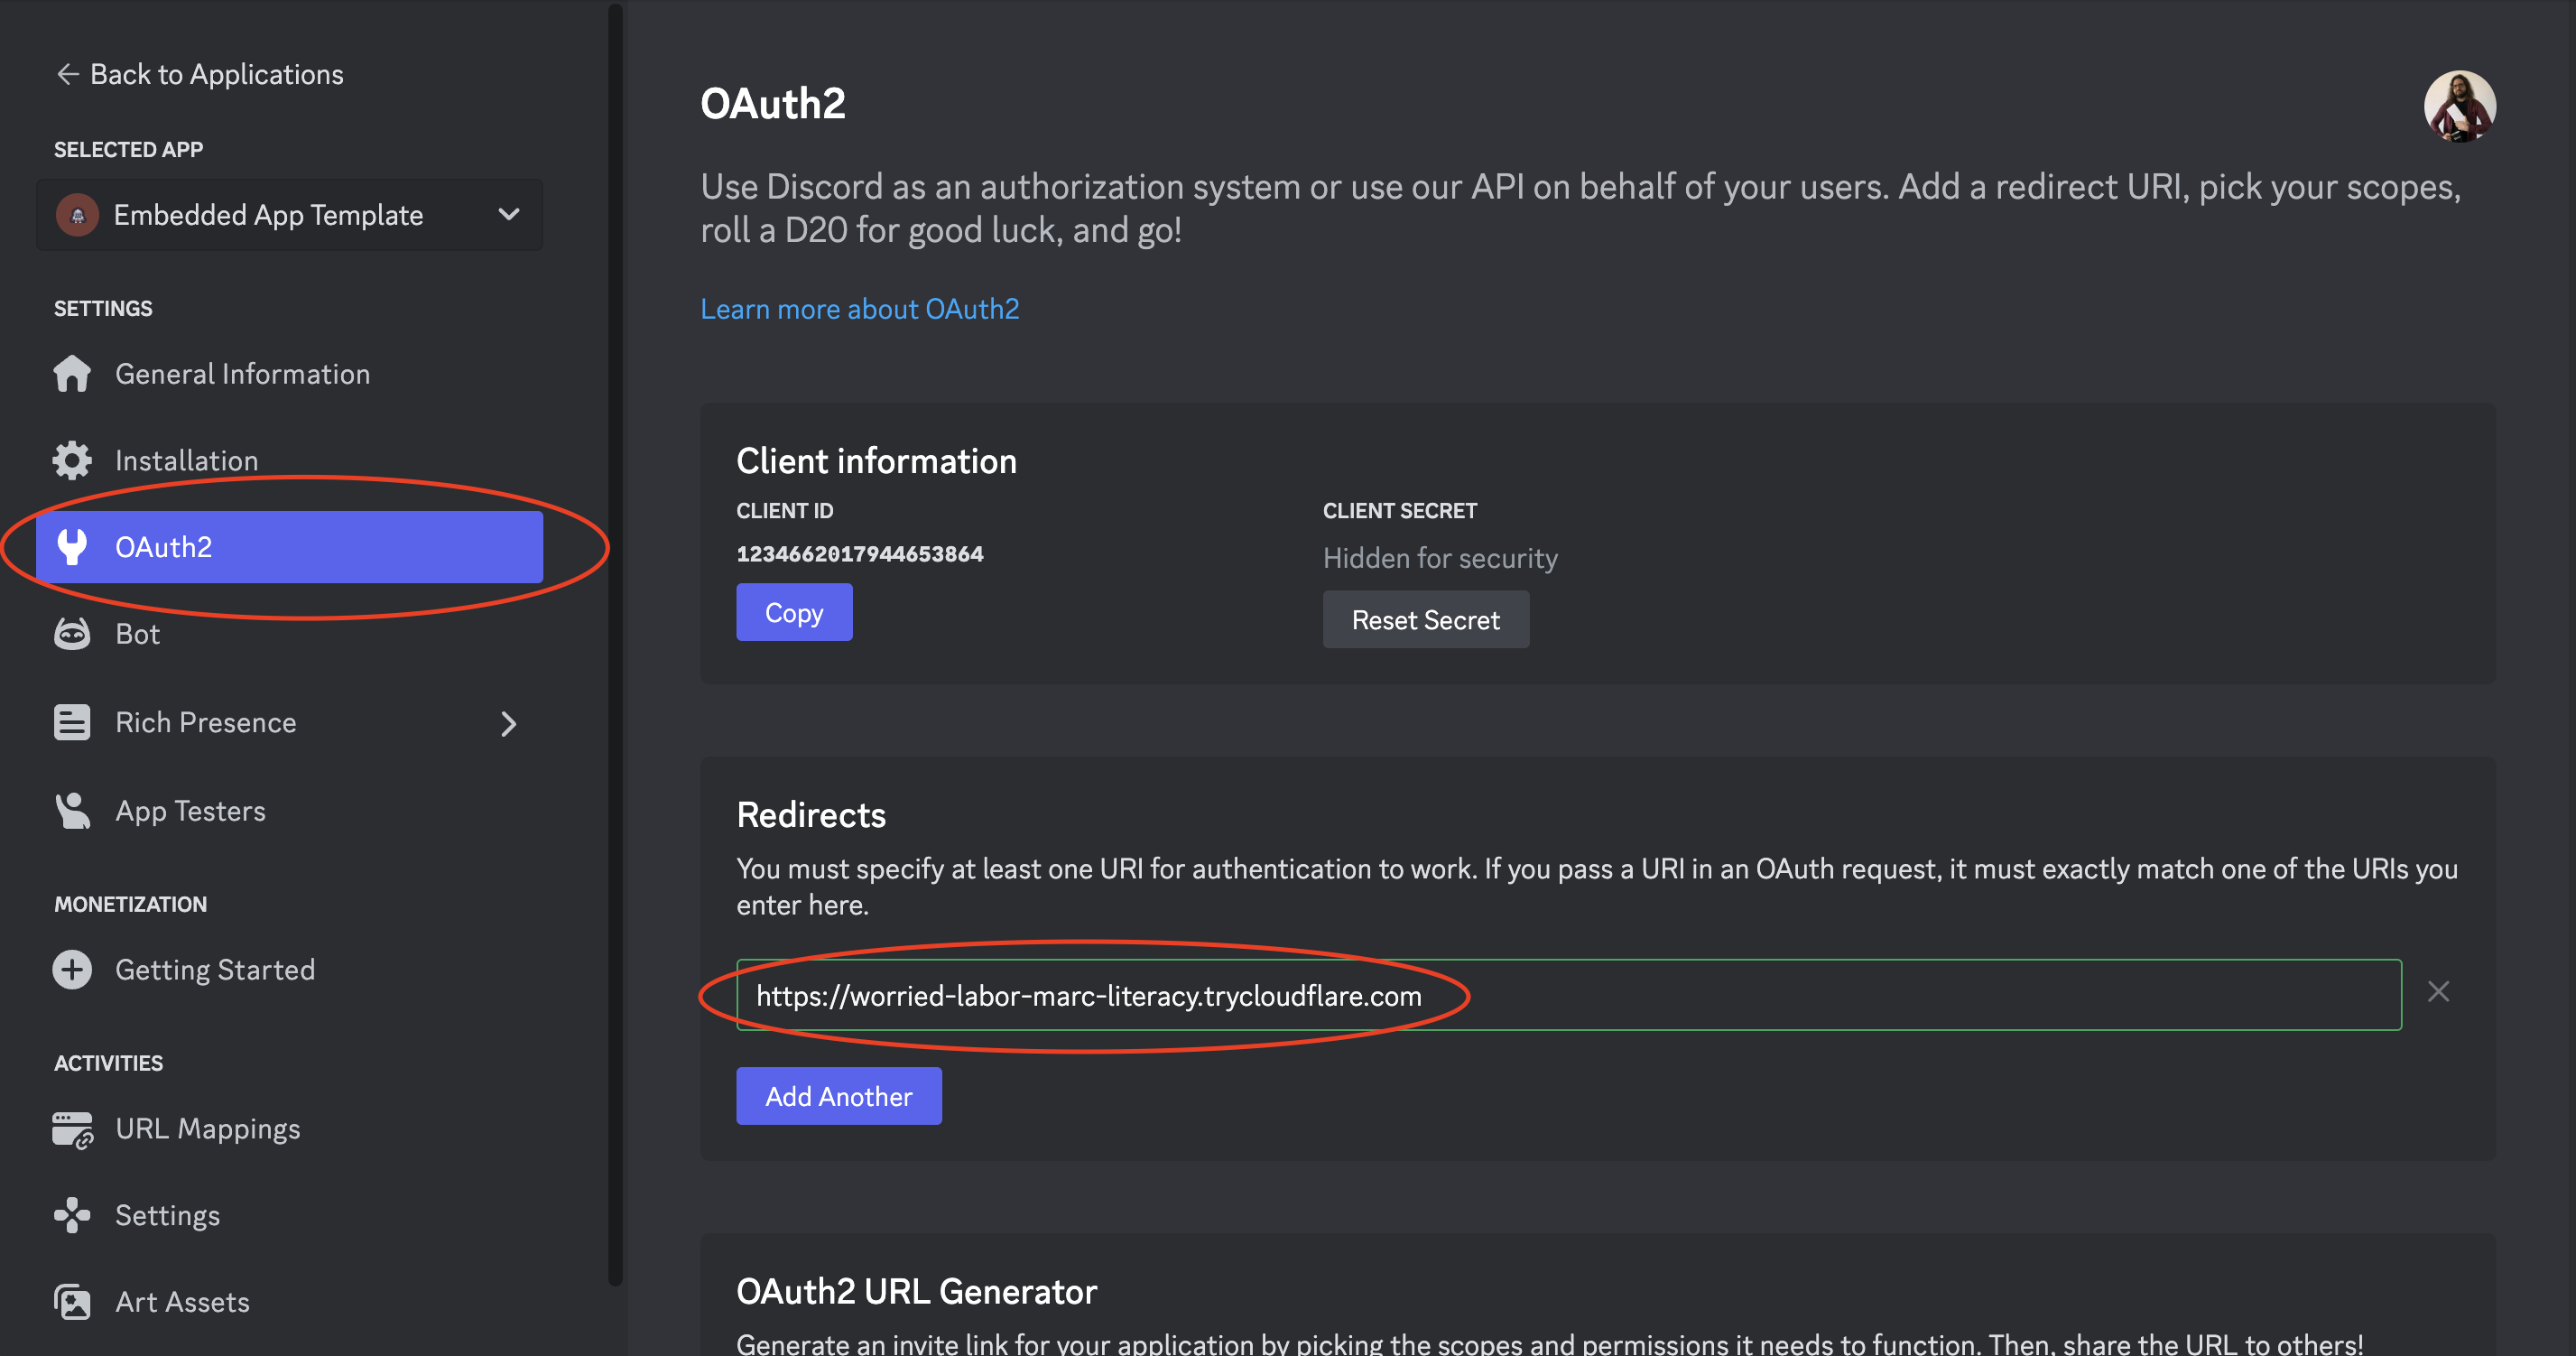 Back to Applications
SELECTED APP
Embedded App Template
SETTINGS
General Information
Installation
OAuth2
Bot
Rich Presence
App Testers
MONETIZATION
Getting Started
ACTIVITIES
URL Mappings
Settings
Art Assets
OAuth2
Use Discord as an authorization system or use our API on behalf of your users. Add a redirect URI, pick your scopes,
roll a D20 for good luck, and go!
Learn more about OAuth2
Client information
CLIENT ID
1234662017944653864
Copy
CLIENT SECRET
Hidden for security
Reset Secret
Redirects
You must specify at least one URI for authentication to work. If you pass a URI in an OAuth request, it must exactly match one of the URIs you
enter here.
https://worried-labor-marc-literacy.trycloudflare.com
Add Another
OAuth2 URL Generator
Generate an invite link for your application by picking the scopes and permissions it needs to function. Then, share the URL to others!